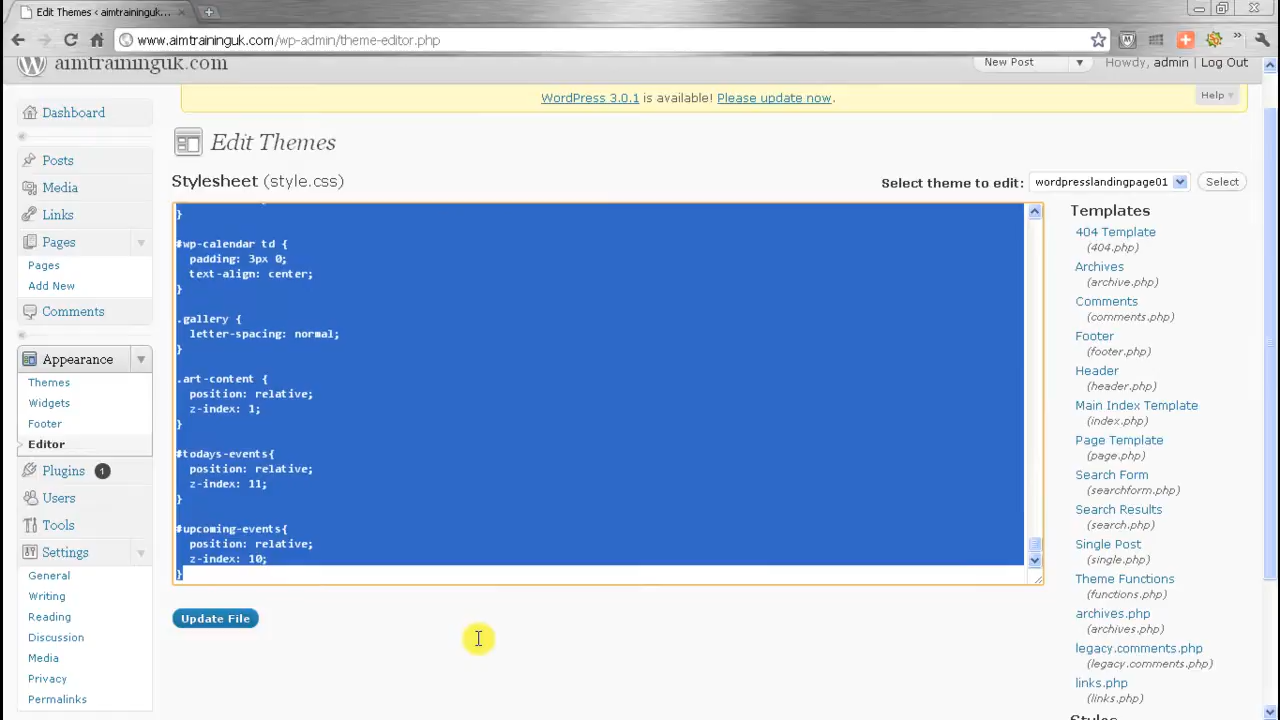 Edit Themes ‹ aimtraininguk....
www.aimtraininguk.com/wp-admin/theme-editor.php
aimtraininguk.com
New Post
Howdy, admin | Log Out
WordPress 3.0.1 is available! Please update now.
Help
Dashboard
Posts
Media
Links
Pages
Pages
Add New
Comments
Appearance
Themes
Widgets
Footer
Editor
Plugins 1
Users
Tools
Settings
General
Writing
Reading
Discussion
Media
Privacy
Permalinks
Edit Themes
Stylesheet (style.css)
Select theme to edit: wordpresslandingpage01 Select
}
#wp-calendar td {
padding: 3px 0;
text-align: center;
}
.gallery {
letter-spacing: normal;
}
.art-content {
position: relative;
z-index: 1;
}
#todays-events{
position: relative;
z-index: 11;
}
#upcoming-events{
position: relative;
z-index: 10;
}
Update File
Templates
404 Template
(404.php)
Archives
(archive.php)
Comments
(comments.php)
Footer
(footer.php)
Header
(header.php)
Main Index Template
(index.php)
Page Template
(page.php)
Search Form
(searchform.php)
Search Results
(search.php)
Single Post
(single.php)
Theme Functions
(functions.php)
archives.php
(archives.php)
legacy.comments.php
(legacy.comments.php)
links.php
(links.php)
Styles